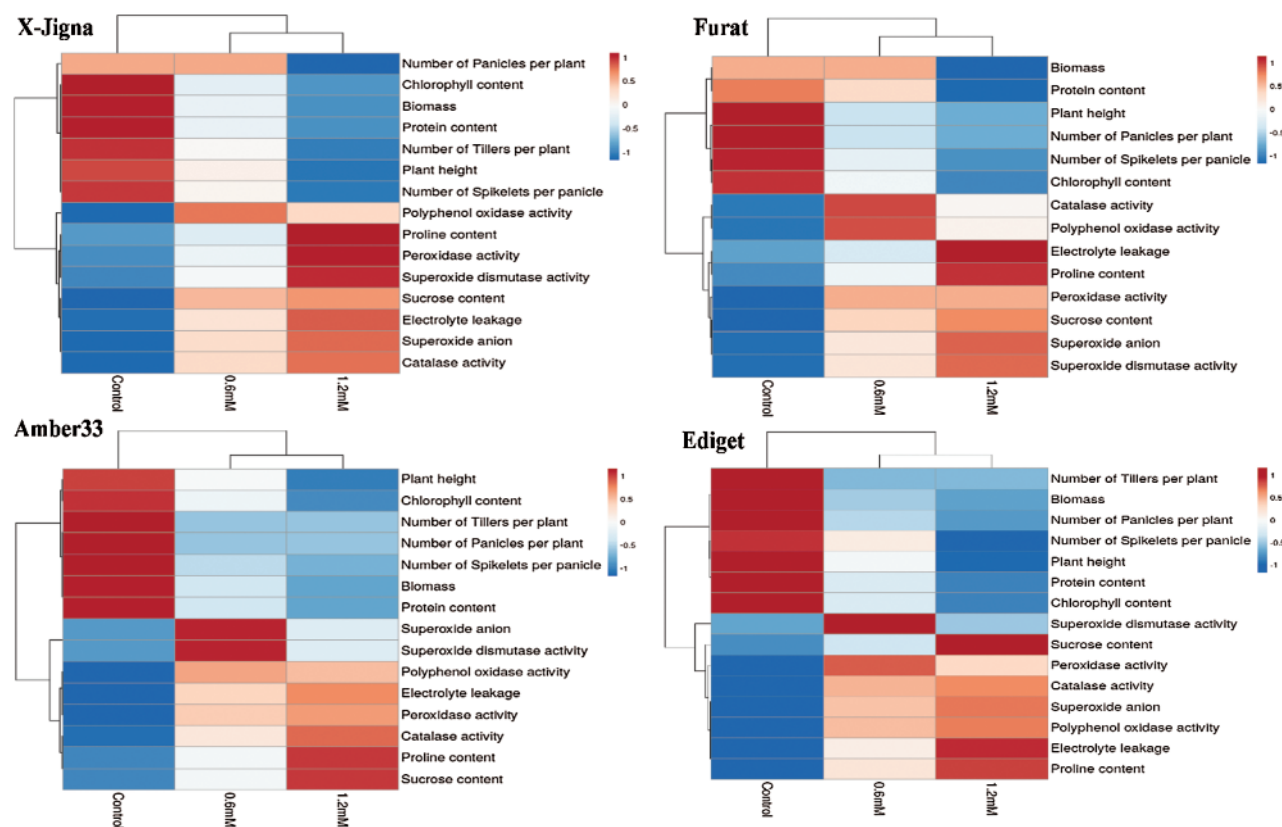 X-Jigna
Number of Panicles per plant
Chlorophyll content
Biomass
Protein content
Number of Tillers per plant
Plant height
Number of Spikelets per panicle
Polyphenol oxidase activity
Proline content
Peroxidase activity
Superoxide dismutase activity
Sucrose content
Electrolyte leakage
Superoxide anion
Catalase activity
1
0.5
0
-0.5
-1
Control
0.6mM
1.2mM
Furat
Biomass
Protein content
Plant height
Number of Panicles per plant
Number of Spikelets per panicle
Chlorophyll content
Catalase activity
Polyphenol oxidase activity
Electrolyte leakage
Proline content
Peroxidase activity
Sucrose content
Superoxide anion
Superoxide dismutase activity
1
0.5
0
-0.5
-1
Control
0.6mM
1.2mM
Amber33
Plant height
Chlorophyll content
Number of Tillers per plant
Number of Panicles per plant
Number of Spikelets per panicle
Biomass
Protein content
Superoxide anion
Superoxide dismutase activity
Polyphenol oxidase activity
Electrolyte leakage
Peroxidase activity
Catalase activity
Proline content
Sucrose content
1
0.5
0
-0.5
-1
Control
0.6mM
1.2mM
Ediget
Number of Tillers per plant
Biomass
Number of Panicles per plant
Number of Spikelets per panicle
Plant height
Protein content
Chlorophyll content
Superoxide dismutase activity
Sucrose content
Peroxidase activity
Catalase activity
Superoxide anion
Polyphenol oxidase activity
Electrolyte leakage
Proline content
1
0.5
0
-0.5
-1
Control
0.6mM
1.2mM